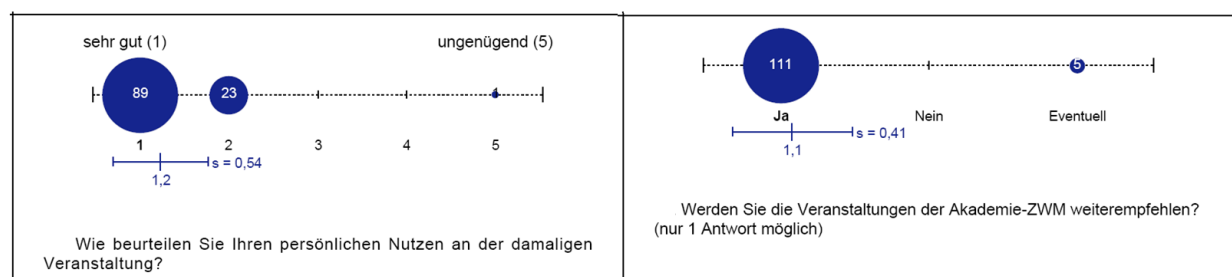 sehr gut (1) ungenügend (5)
89 23 1
1 2 3 4 5
s = 0,54
1,2
Wie beurteilen Sie Ihren persönlichen Nutzen an der damaligen
Veranstaltung?
111 5
Ja Nein Eventuell
s = 0,41
1,1
Werden Sie die Veranstaltungen der Akademie-ZWM weiterempfehlen?
(nur 1 Antwort möglich)